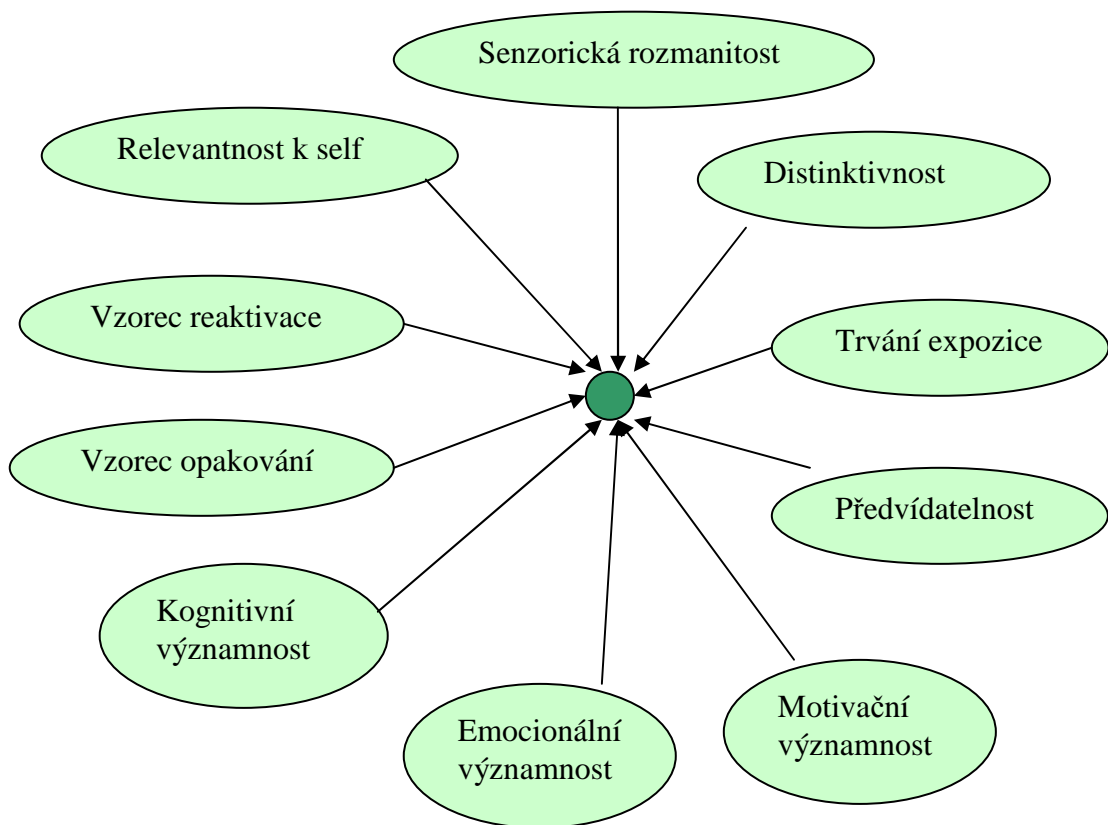 Senzorická rozmanitost
Relevantnost k self
Distinktivnost
Vzorec reaktivace
Trvání expozice
Vzorec opakování
Předvídatelnost
Kognitivní
významnost
Emocionální
významnost
Motivační
významnost